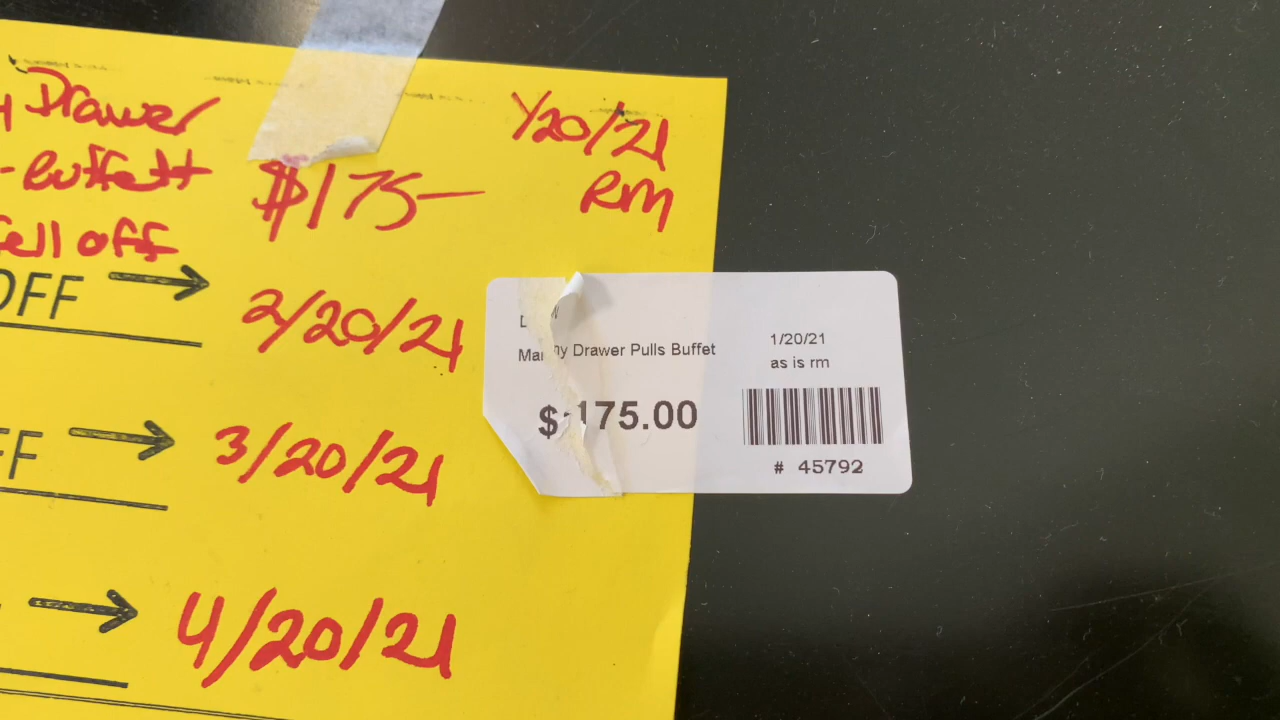 Drawer
-Buffett
fell off
$175-
1/20/21
RM
OFF → 2/20/21
FF → 3/20/21
→ 4/20/21
Drawer Pulls Buffet
$175.00
1/20/21
as is rm
# 45792